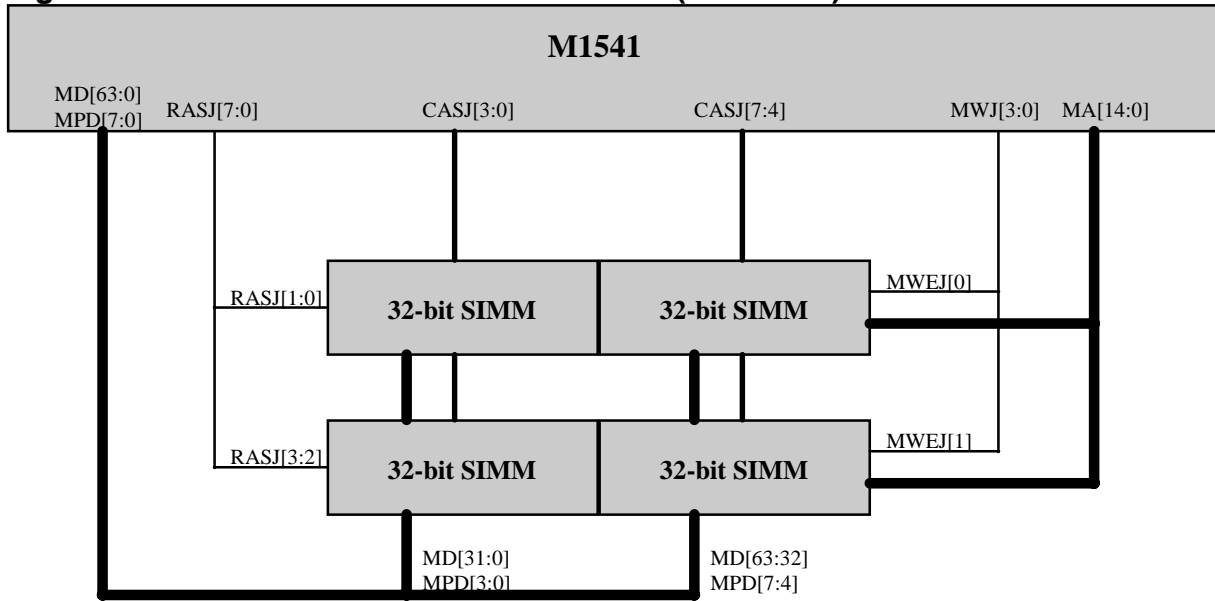 M1541
MD[63:0]
MPD[7:0]
RASJ[7:0]
CASJ[3:0]
CASJ[7:4]
MWJ[3:0]
MA[14:0]
RASJ[1:0]
32-bit SIMM
32-bit SIMM
MWEJ[0]
RASJ[3:2]
32-bit SIMM
32-bit SIMM
MWEJ[1]
MD[31:0]
MPD[3:0]
MD[63:32]
MPD[7:4]